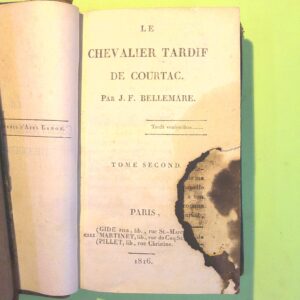 LE
CHEVALIER TARDIF
DE COURTAC.
PAR J. F. BELLEMARE.
Tardè venientibus......
TOME SECOND.
PARIS,
CHEZ
GIDE FILS, lib., rue St.-Marc
MARTINET, lib., rue du Coq St.
PILLET, lib., rue Christine.
1816.